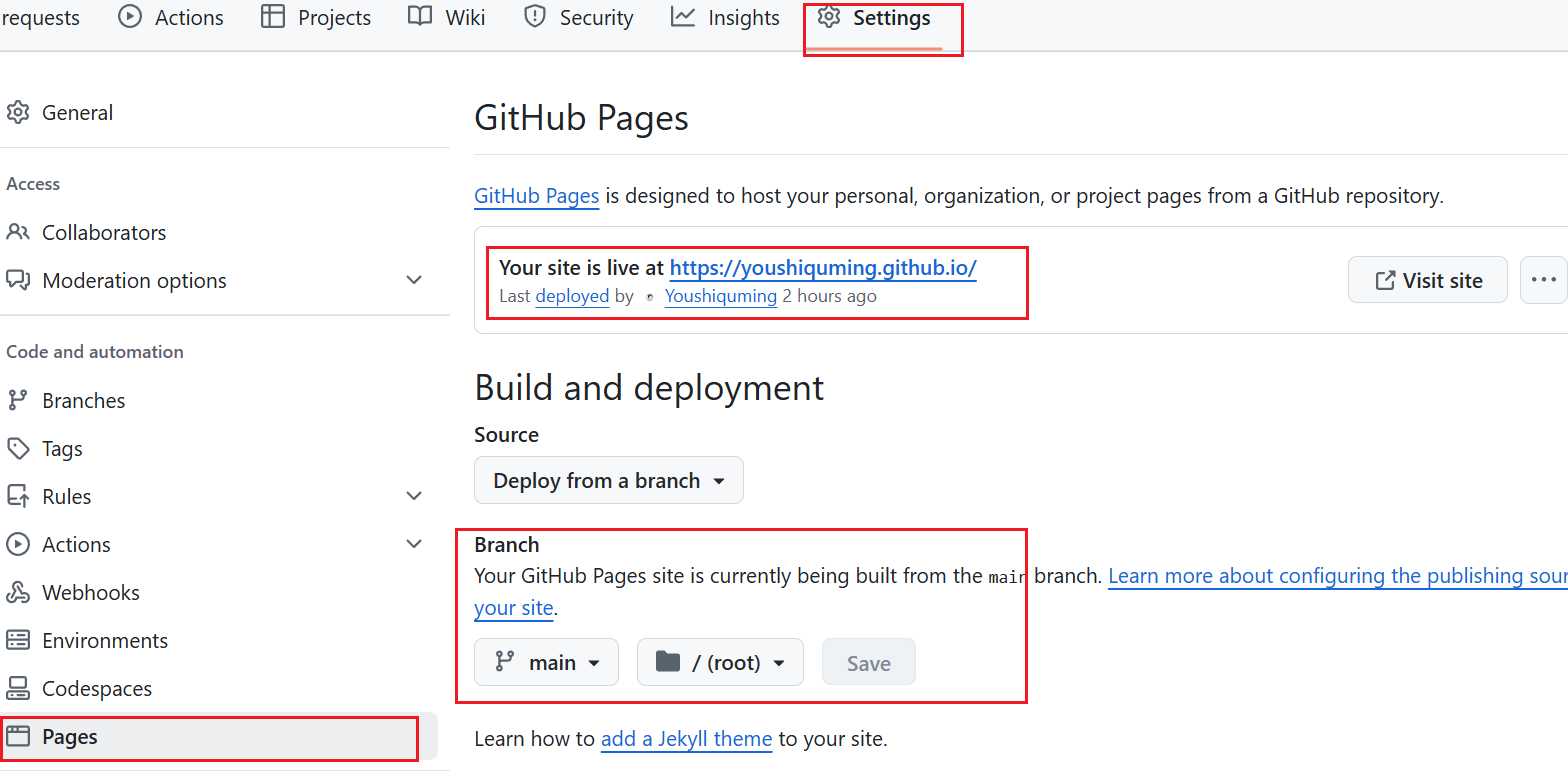 requests Actions Projects Wiki Security Insights Settings
General
Access
Collaborators
Moderation options
Code and automation
Branches
Tags
Rules
Actions
Webhooks
Environments
Codespaces
Pages
GitHub Pages
GitHub Pages is designed to host your personal, organization, or project pages from a GitHub repository.
Your site is live at https://youshiquming.github.io/
Last deployed by Youshiquming 2 hours ago
Visit site
Build and deployment
Source
Deploy from a branch
Branch
Your GitHub Pages site is currently being built from the main branch. Learn more about configuring the publishing sour
your site.
main / (root) Save
Learn how to add a Jekyll theme to your site.